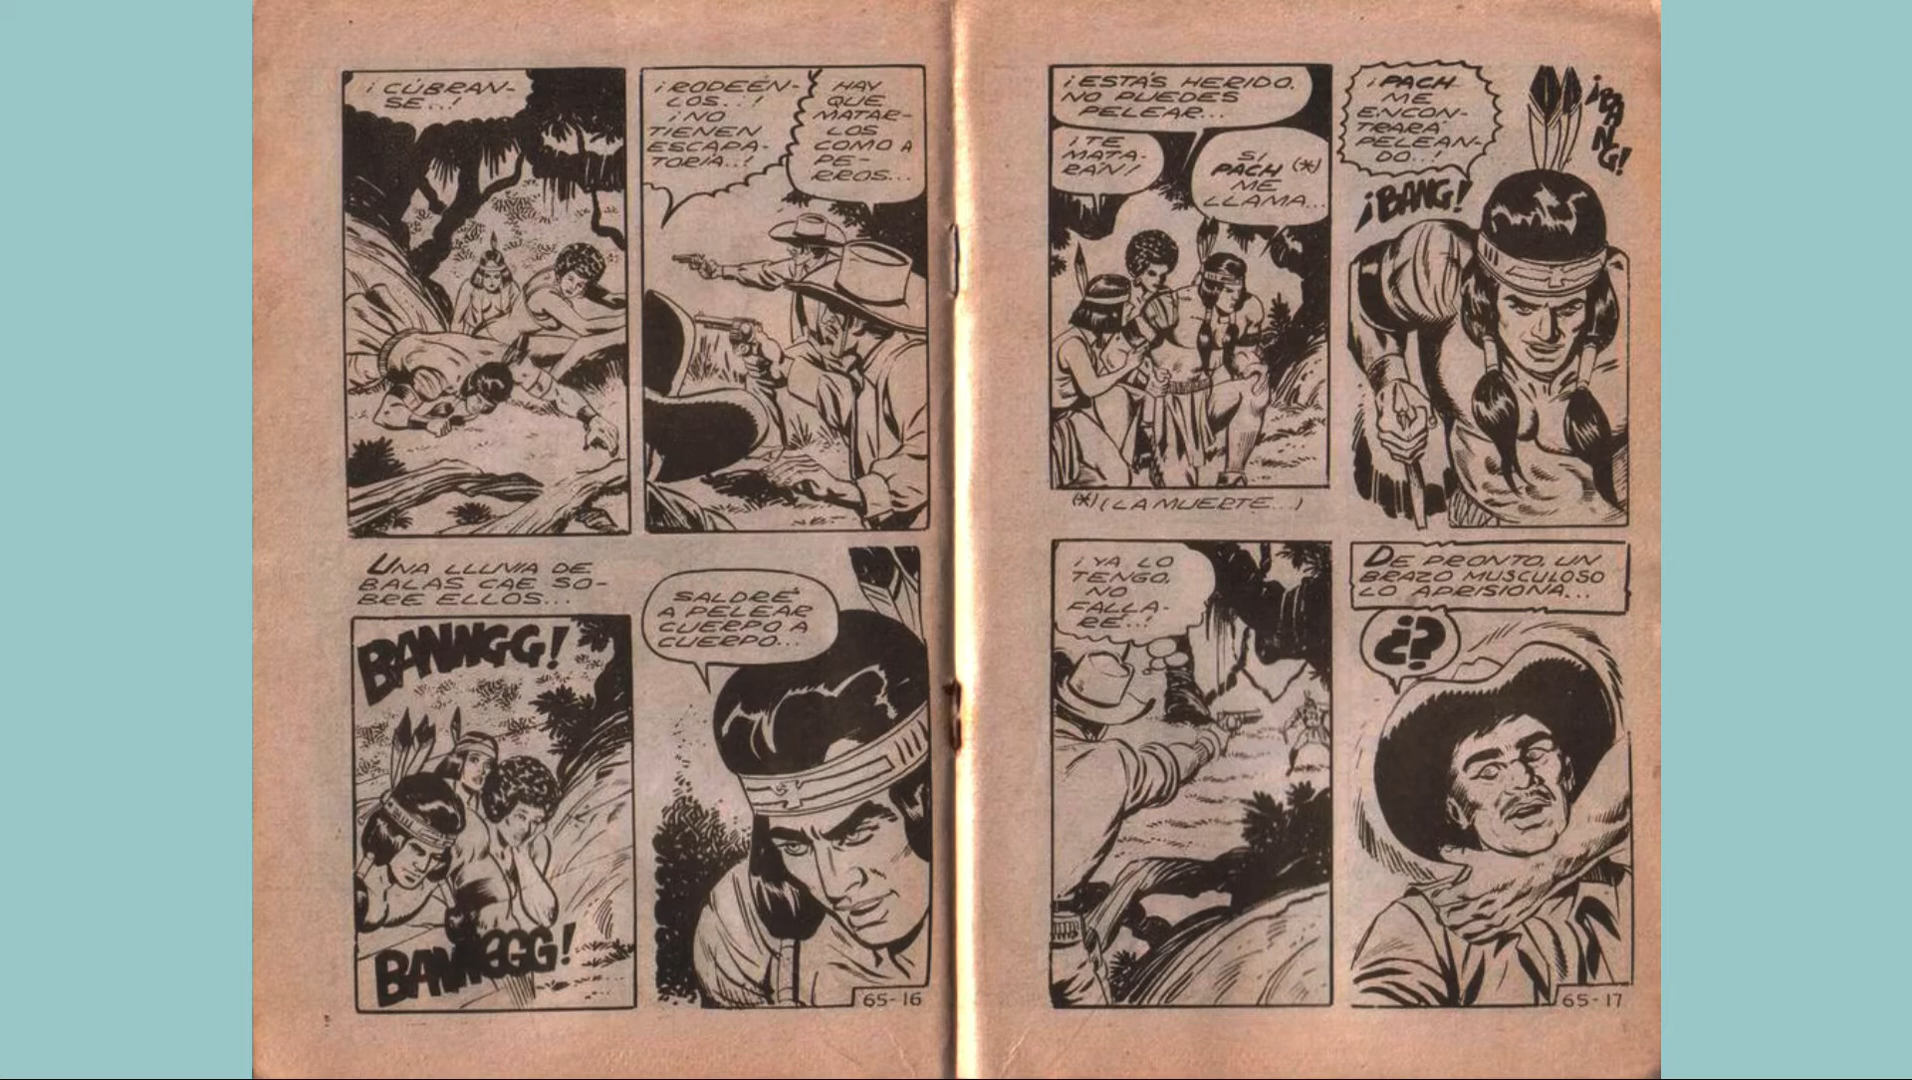 ¡CÚBRAN-
SE...!
¡RODEÉN-
LOS...!
¡NO
TIENEN
ESCAPA-
TORIA...!
HAY
QUE
MATAR-
LOS
COMO A
PE-
RROS...
UNA LLUVIA DE
BALAS CAE SO-
BRE ELLOS...
BANNGG!
BANNGGG!
SALDRÉ
A PELEAR
CUERPO A
CUERPO...
65-16
¡ESTÁS HERIDO,
NO PUEDES
PELEAR...
¡TE
MATA-
RÁN!
SI
PACH (*)
ME
LLAMA...
(*) (LA MUERTE...)
¡PACH
ME
ENCON-
TRARÁ
PELEAN-
DO...!
¡BANG!
¡BANG!
¡YA LO
TENGO,
NO
FALLA-
RÉ...!
DE PRONTO, UN
BRAZO MUSCULOSO
LO APRISIONA...
¿?
65-17